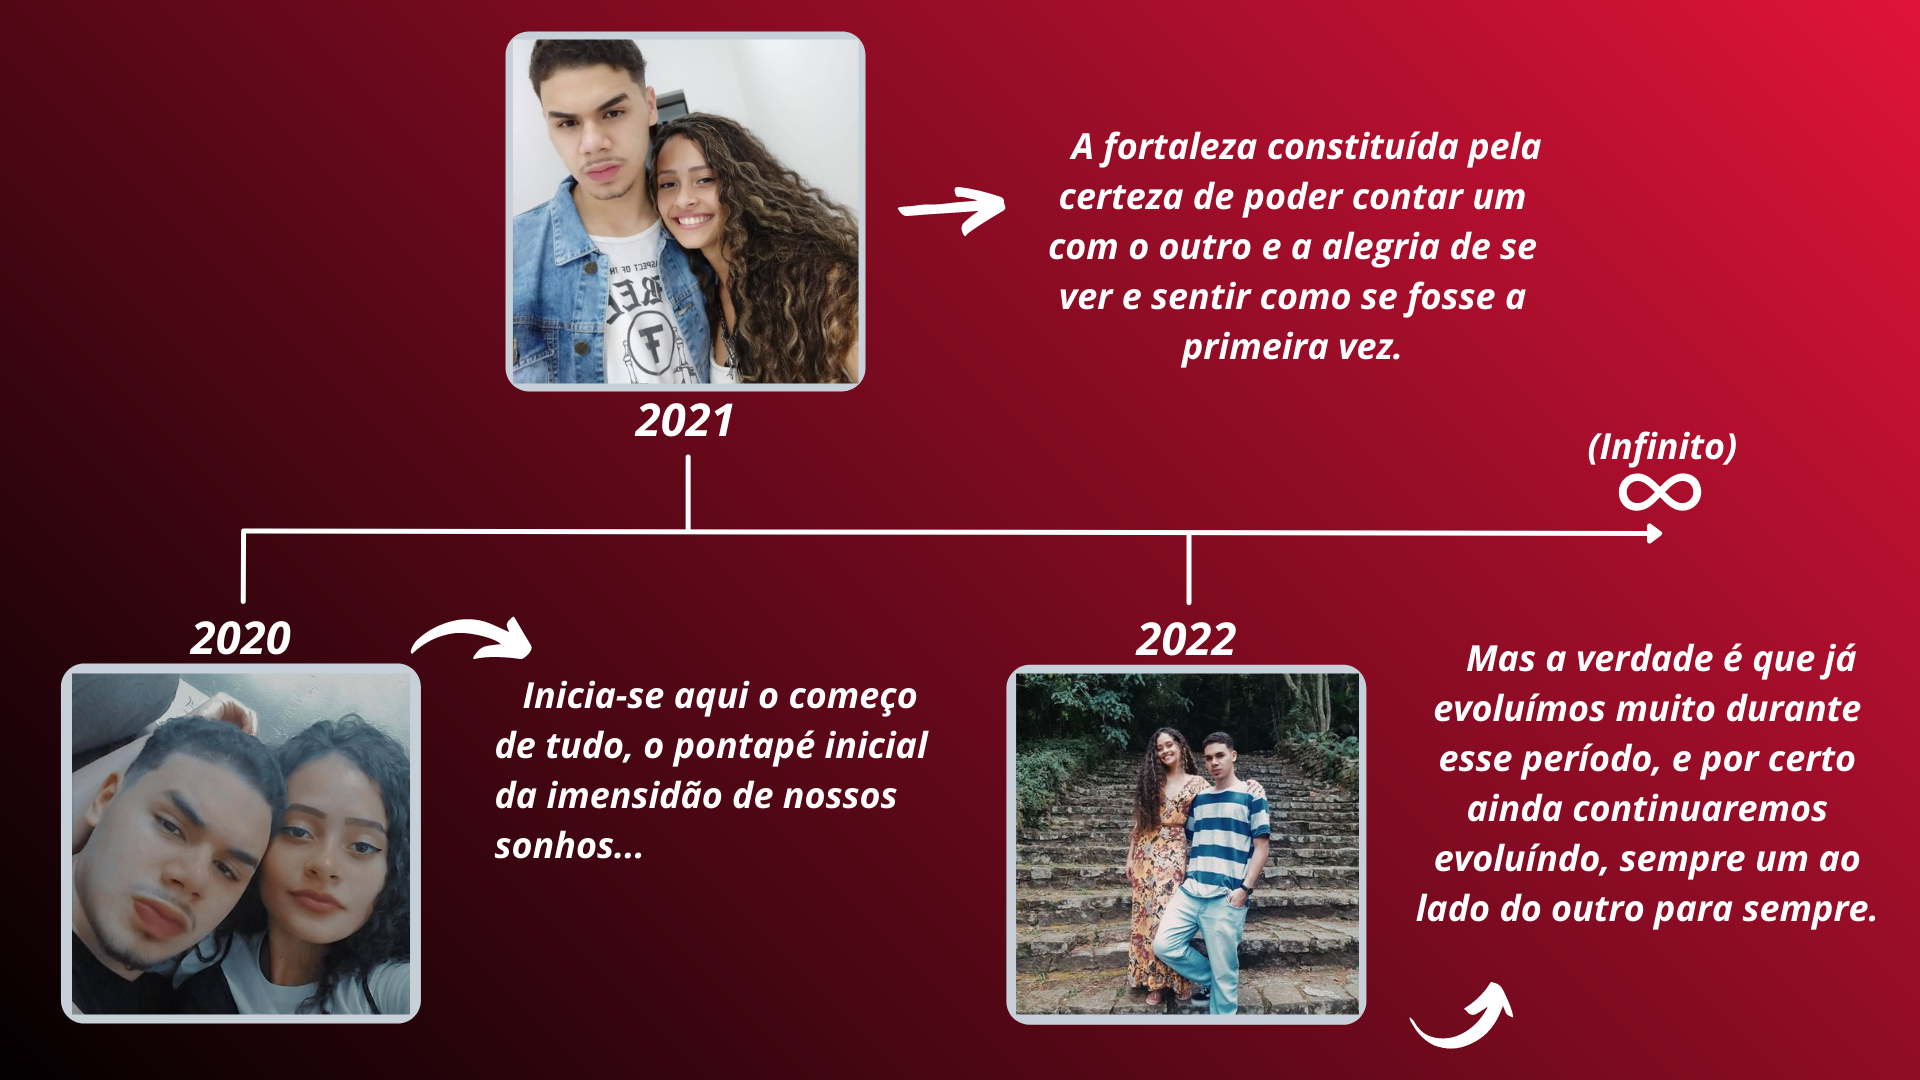 A fortaleza constituída pela
certeza de poder contar um
com o outro e a alegria de se
ver e sentir como se fosse a
primeira vez.
2021
(Infinito)
∞
2020
Inicia-se aqui o começo
de tudo, o pontapé inicial
da imensidão de nossos
sonhos...
2022
Mas a verdade é que já
evoluímos muito durante
esse período, e por certo
ainda continuaremos
evoluíndo, sempre um ao
lado do outro para sempre.